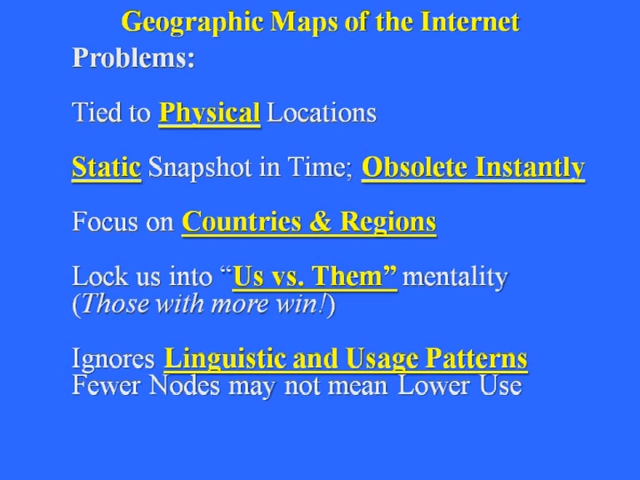 Geographic Maps of the Internet
Problems:
Tied to Physical Locations
Static Snapshot in Time; Obsolete Instantly
Focus on Countries & Regions
Lock us into “Us vs. Them” mentality
(Those with more win!)
Ignores Linguistic and Usage Patterns
Fewer Nodes may not mean Lower Use